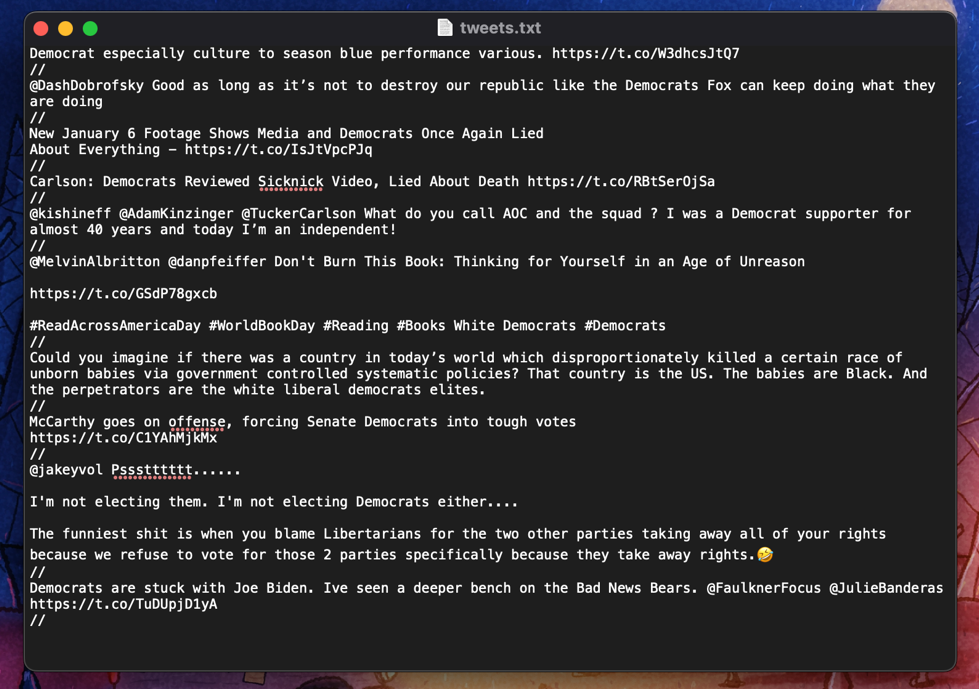 tweets.txt
Democrat especially culture to season blue performance various. https://t.co/W3dhcsJtQ7
//
@DashDobrofsky Good as long as it’s not to destroy our republic like the Democrats Fox can keep doing what they
are doing
//
New January 6 Footage Shows Media and Democrats Once Again Lied
About Everything – https://t.co/IsJtVpcPJq
//
Carlson: Democrats Reviewed Sicknick Video, Lied About Death https://t.co/RBtSerOjSa
//
@kishineff @AdamKinzinger @TuckerCarlson What do you call AOC and the squad ? I was a Democrat supporter for
almost 40 years and today I’m an independent!
//
@MelvinAlbritton @danpfeiffer Don't Burn This Book: Thinking for Yourself in an Age of Unreason
https://t.co/GSdP78gxcb
#ReadAcrossAmericaDay #WorldBookDay #Reading #Books White Democrats #Democrats
//
Could you imagine if there was a country in today’s world which disproportionately killed a certain race of
unborn babies via government controlled systematic policies? That country is the US. The babies are Black. And
the perpetrators are the white liberal democrats elites.
//
McCarthy goes on offense, forcing Senate Democrats into tough votes
https://t.co/C1YAhMjkMx
//
@jakeyvol Psssttttttt......
I'm not electing them. I'm not electing Democrats either....
The funniest shit is when you blame Libertarians for the two other parties taking away all of your rights
because we refuse to vote for those 2 parties specifically because they take away rights.🤣
//
Democrats are stuck with Joe Biden. Ive seen a deeper bench on the Bad News Bears. @FaulknerFocus @JulieBanderas
https://t.co/TuDUpjD1yA
//